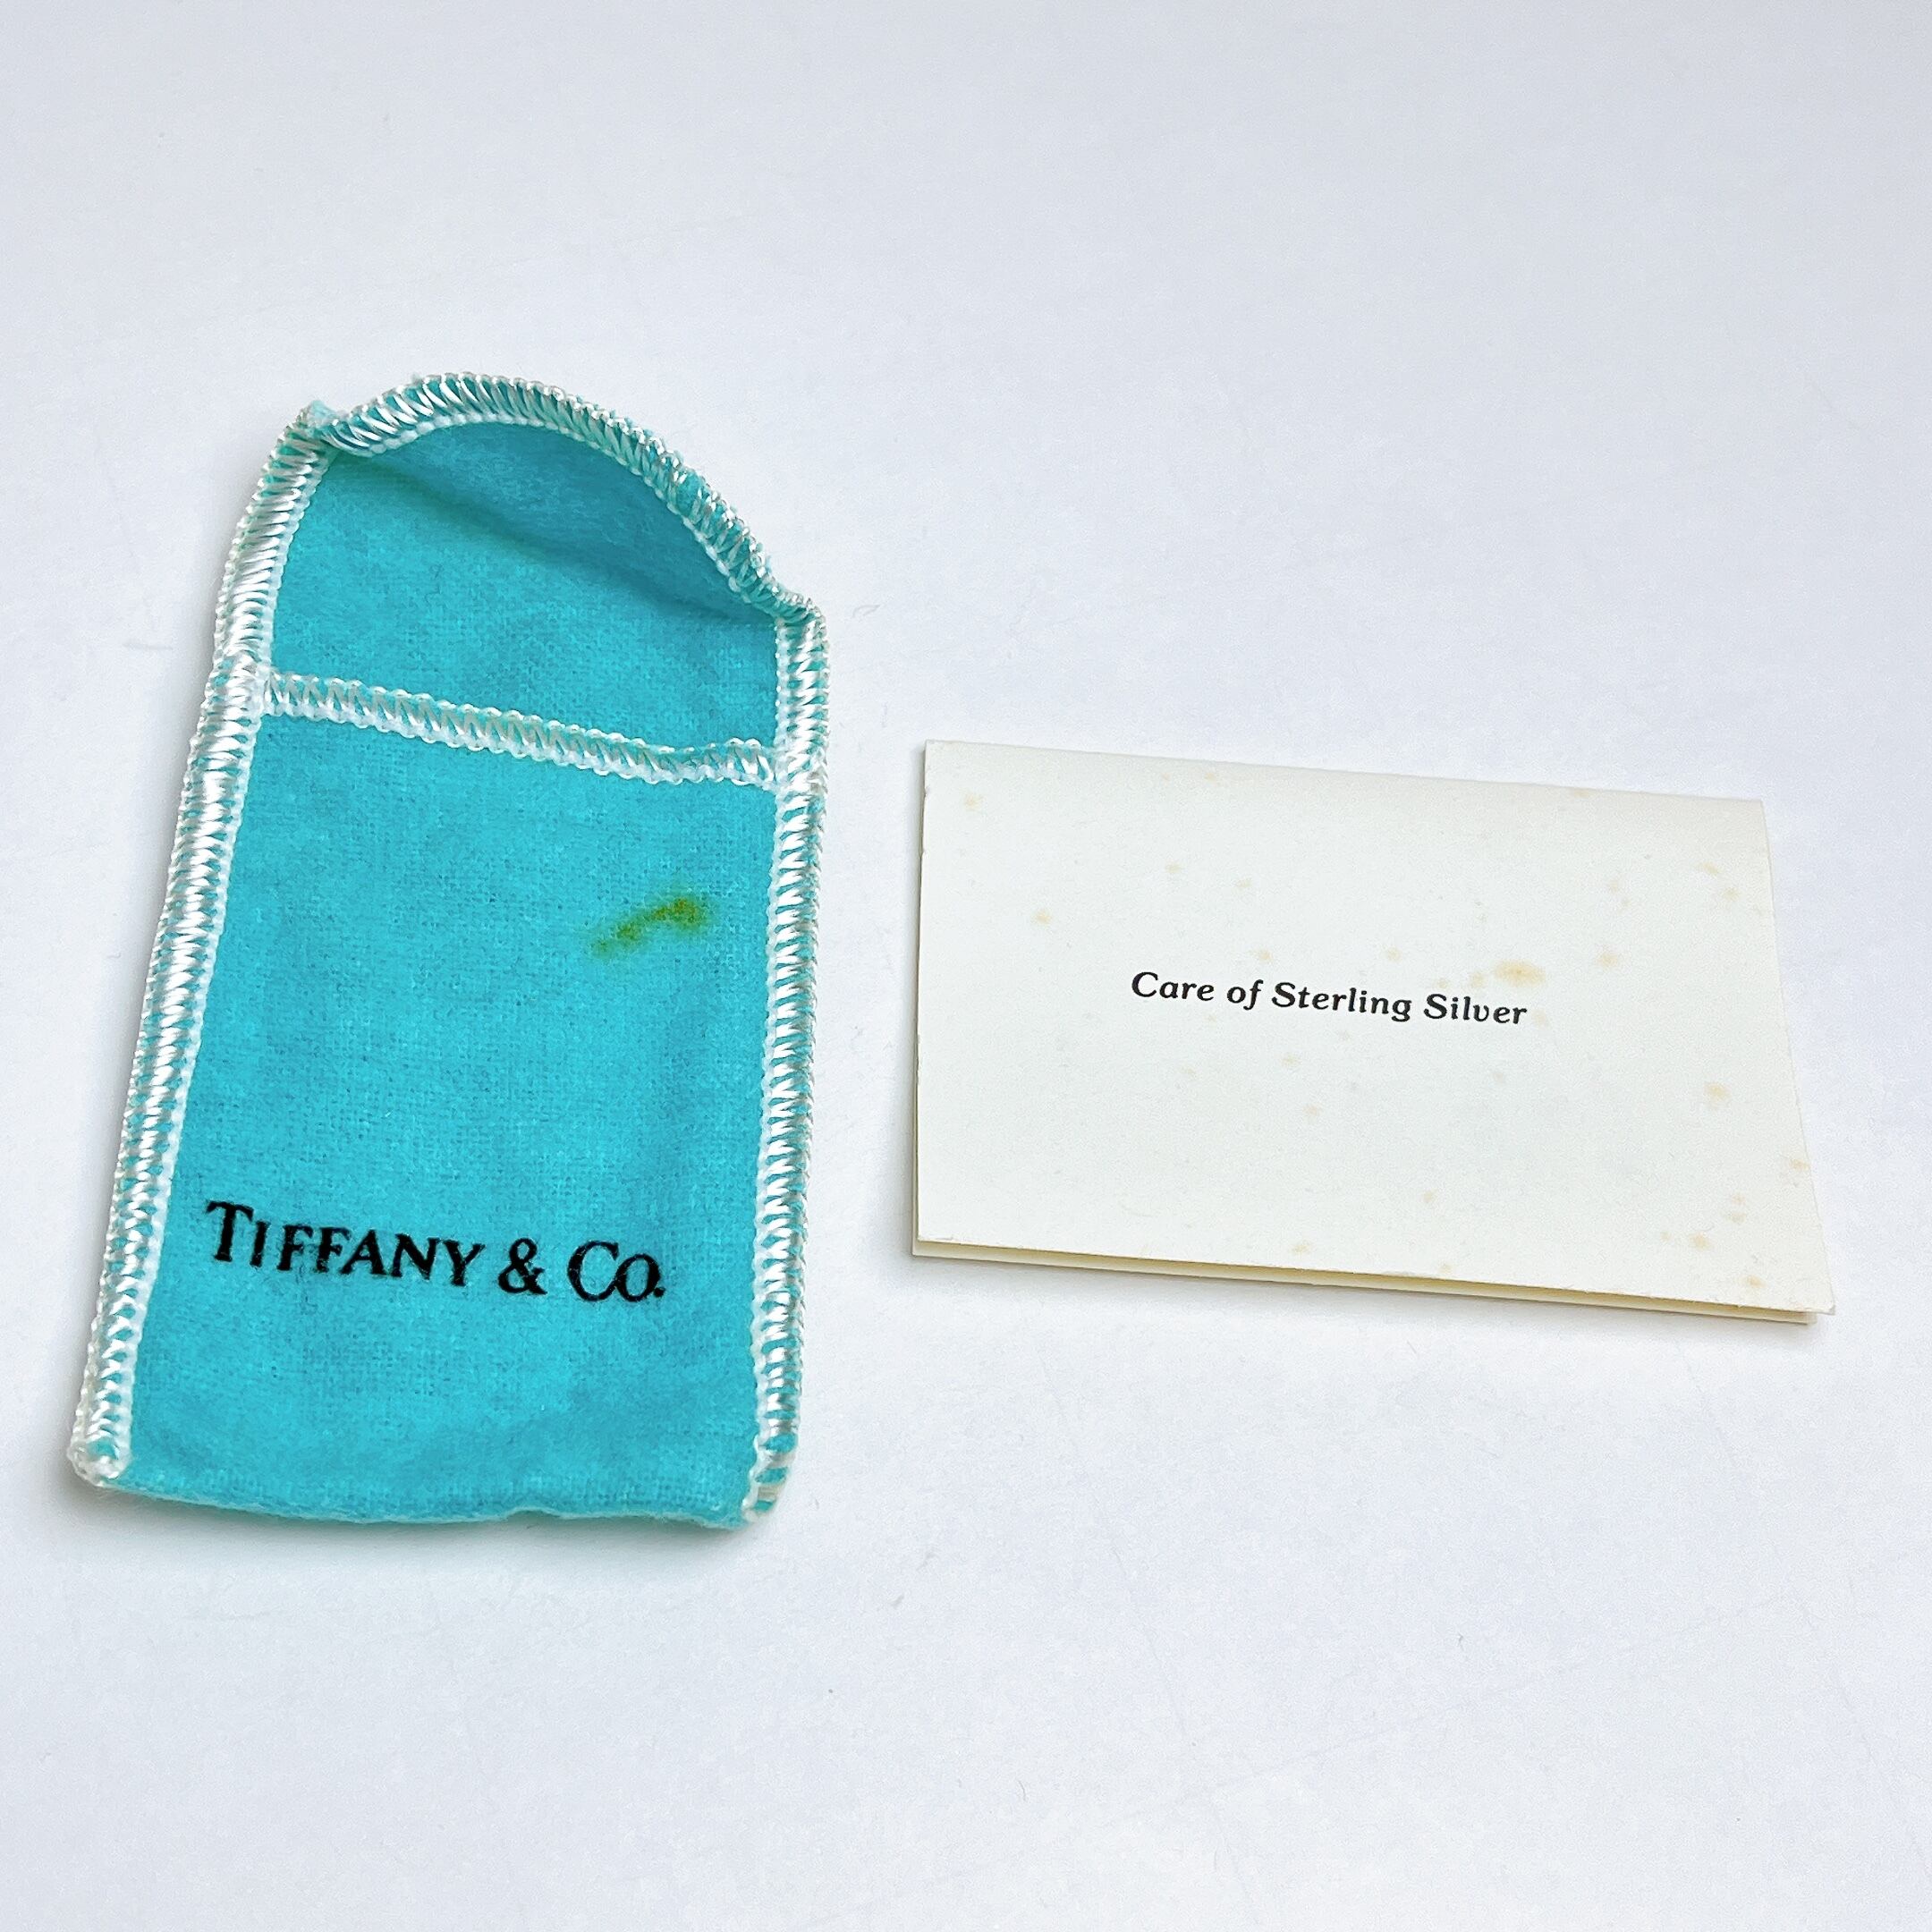 TIFFANY & CO.
Care of Sterling Silver